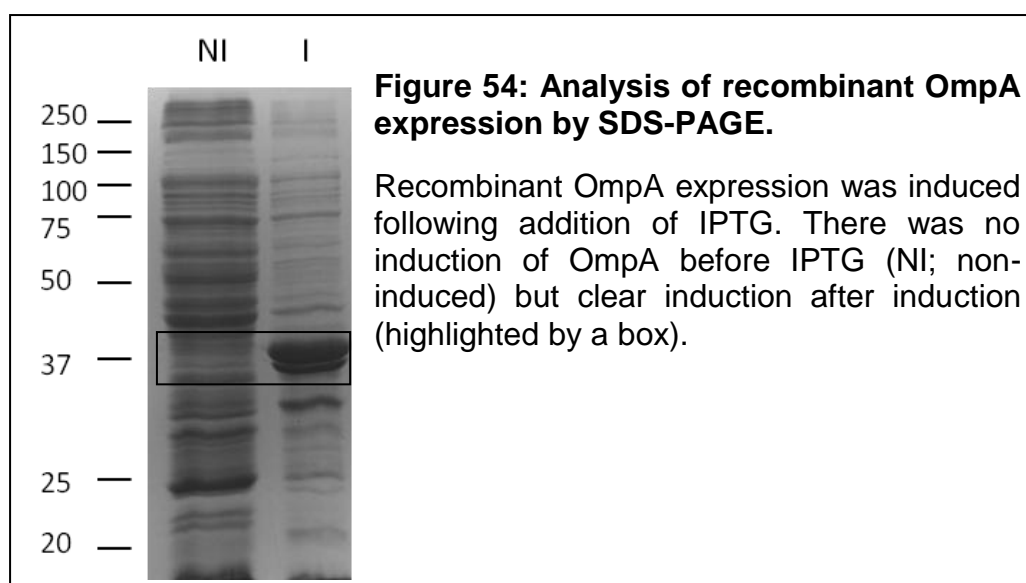 NI I
Figure 54: Analysis of recombinant OmpA
expression by SDS-PAGE.
Recombinant OmpA expression was induced
following addition of IPTG. There was no
induction of OmpA before IPTG (NI; non-
induced) but clear induction after induction
(highlighted by a box).
250
150
100
75
50
37
25
20